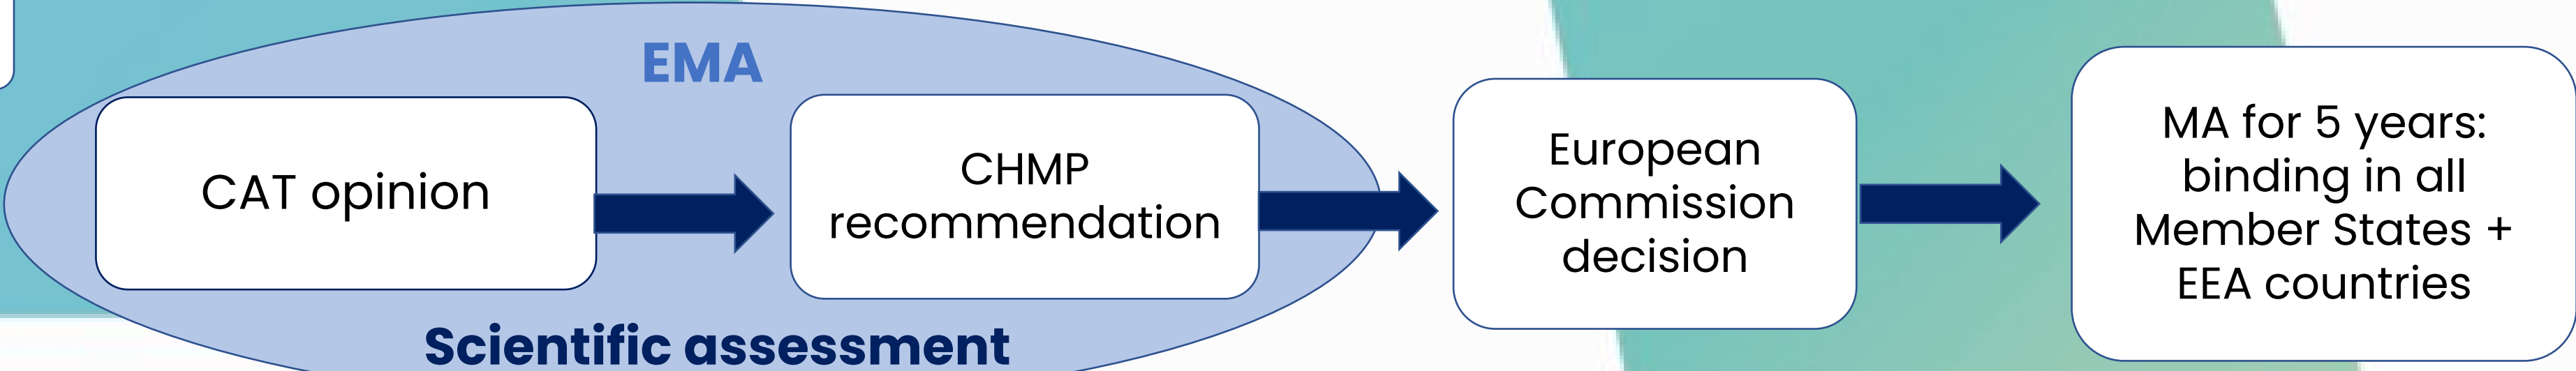 EMA
CAT opinion
CHMP
recommendation
Scientific assessment
European
Commission
decision
MA for 5 years:
binding in all
Member States +
EEA countries